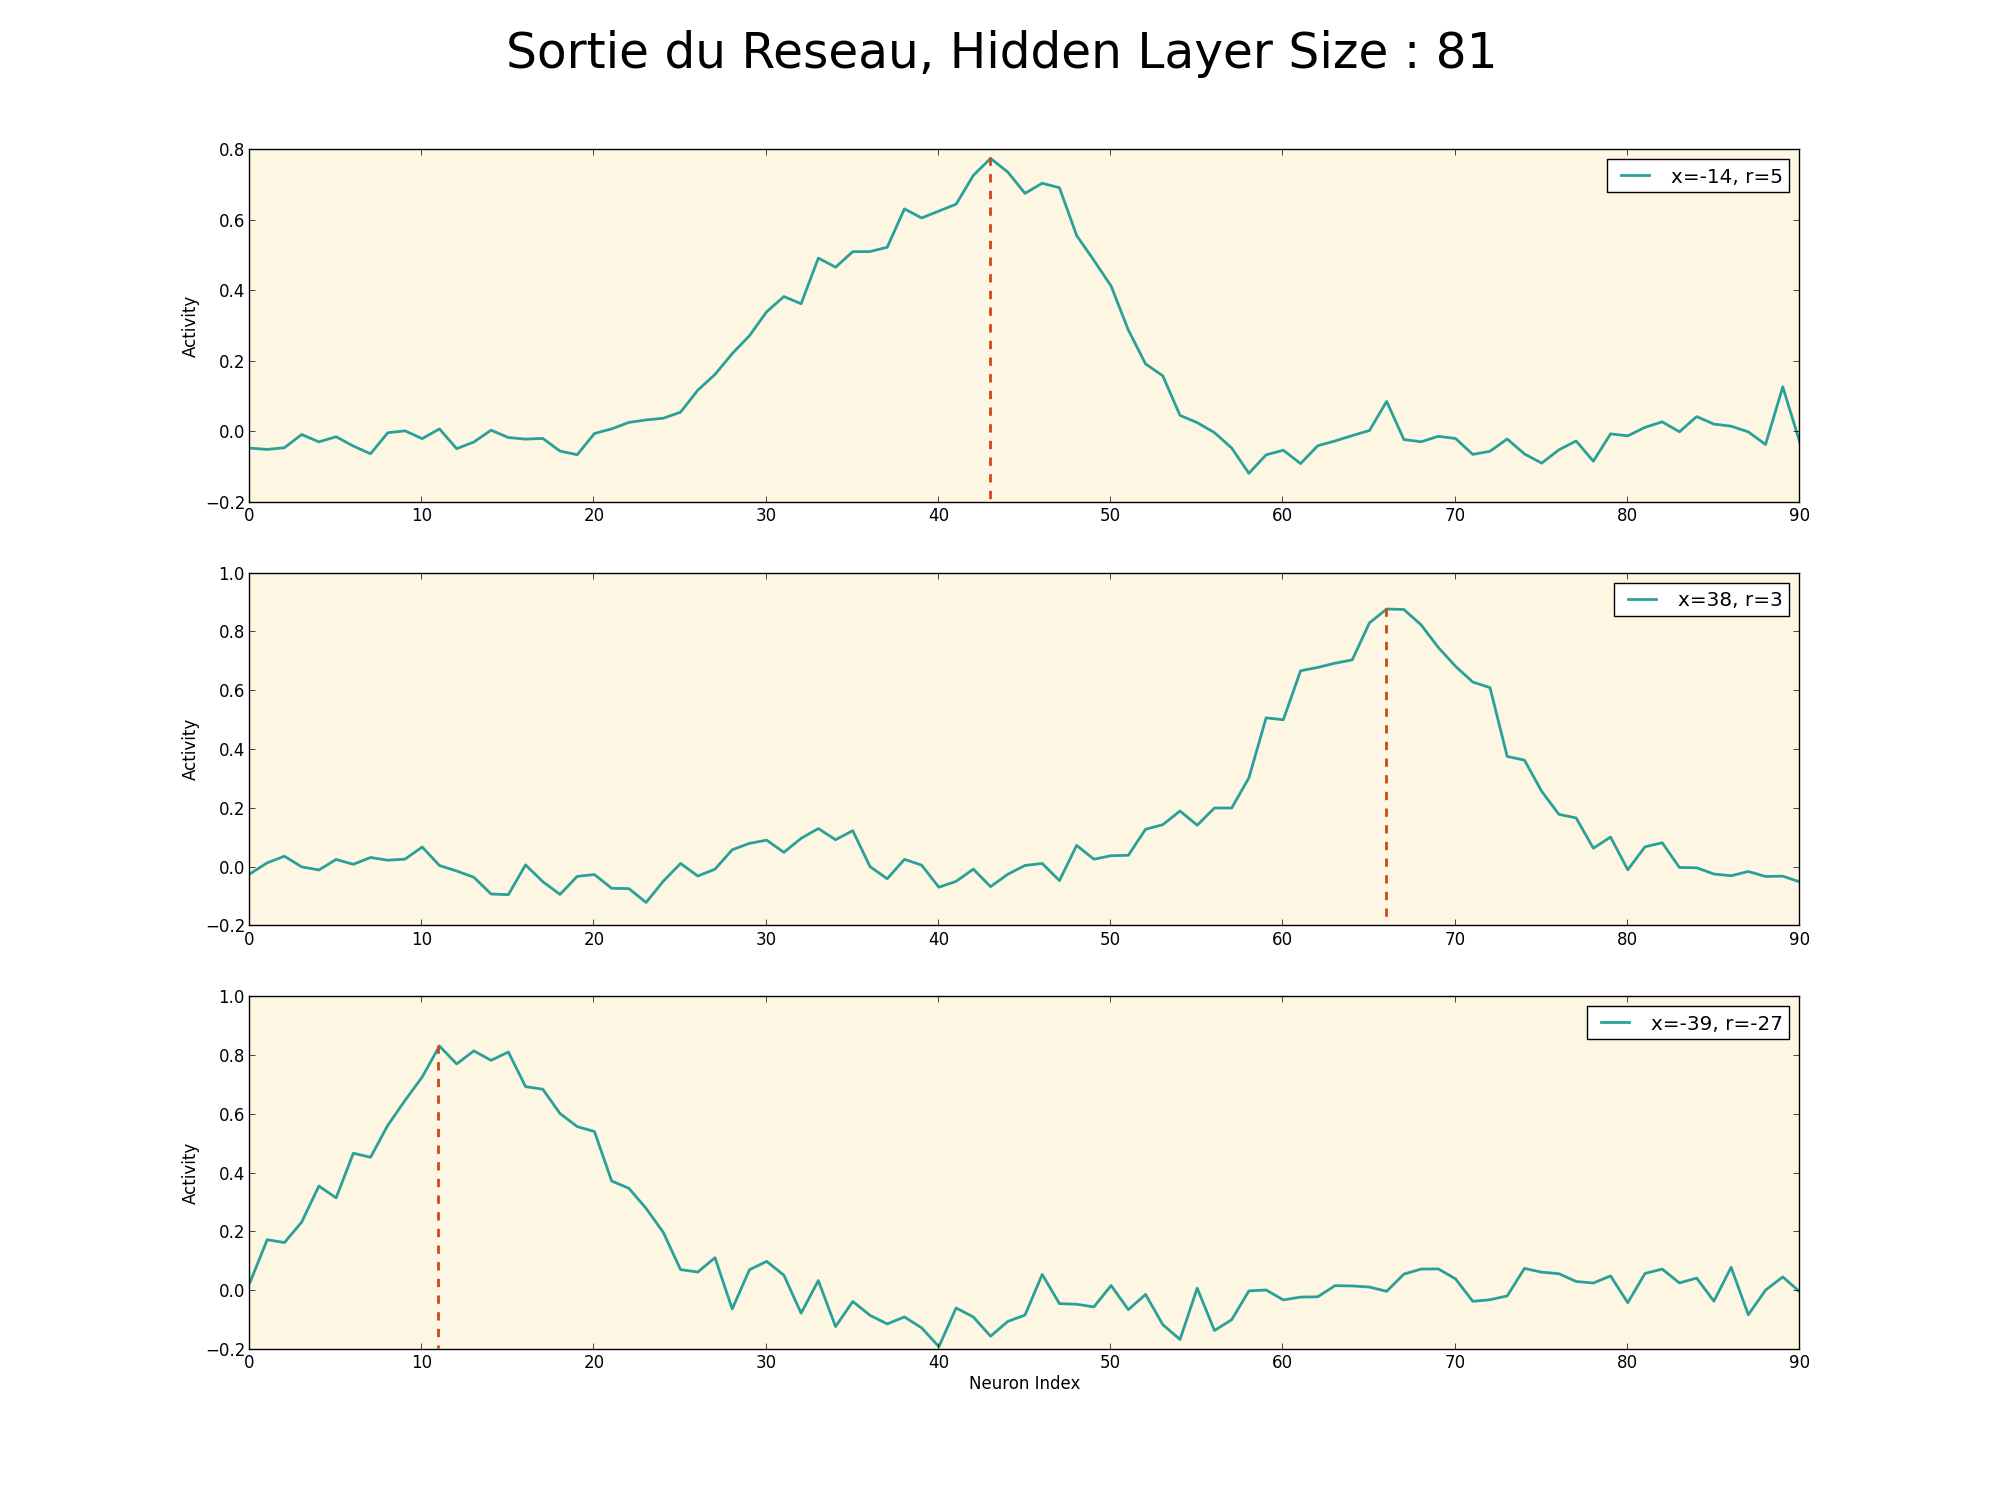 Sortie du Reseau, Hidden Layer Size : 81
0.8
0.6
0.4
0.2
0.0
−0.2
Activity
x=-14, r=5
0 10 20 30 40 50 60 70 80 90
1.0
0.8
0.6
0.4
0.2
0.0
−0.2
Activity
x=38, r=3
0 10 20 30 40 50 60 70 80 90
1.0
0.8
0.6
0.4
0.2
0.0
−0.2
Activity
x=-39, r=-27
0 10 20 30 40 50 60 70 80 90
Neuron Index